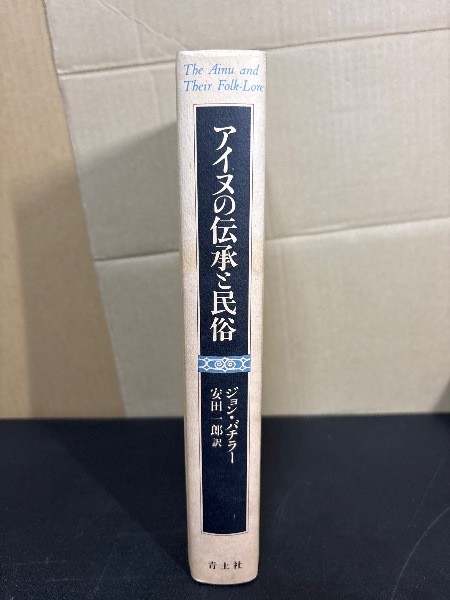 The Ainu and
Their Folk-Lore
アイヌの伝承と民俗
ジョン・バチラー
安田一郎 訳
青土社